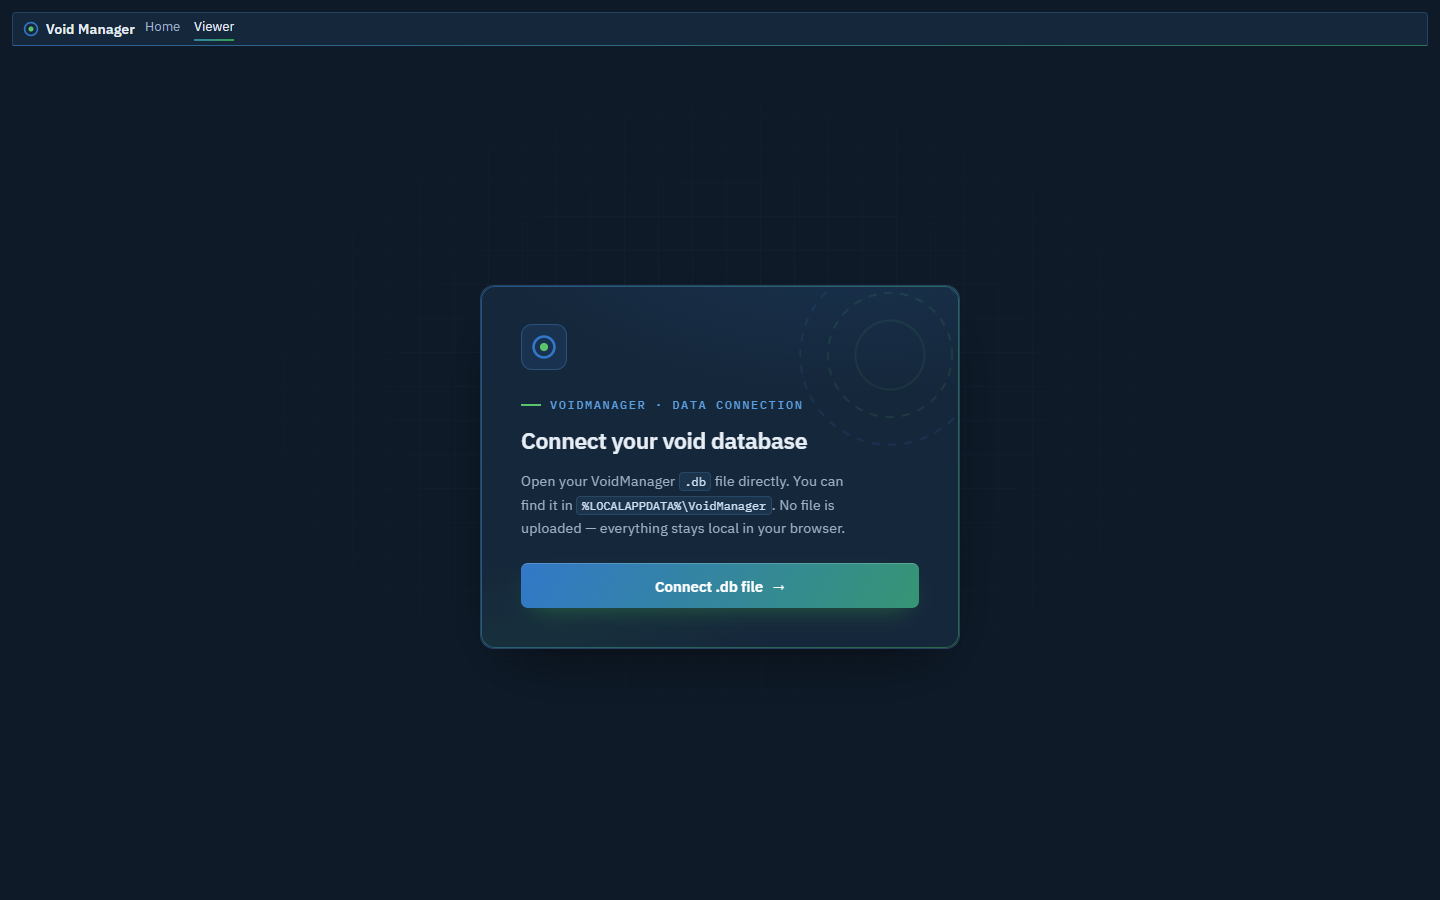 Void Manager Home Viewer
VOIDMANAGER · DATA CONNECTION
Connect your void database
Open your VoidManager .db file directly. You can
find it in %LOCALAPPDATA%\VoidManager. No file is
uploaded — everything stays local in your browser.
Connect .db file →